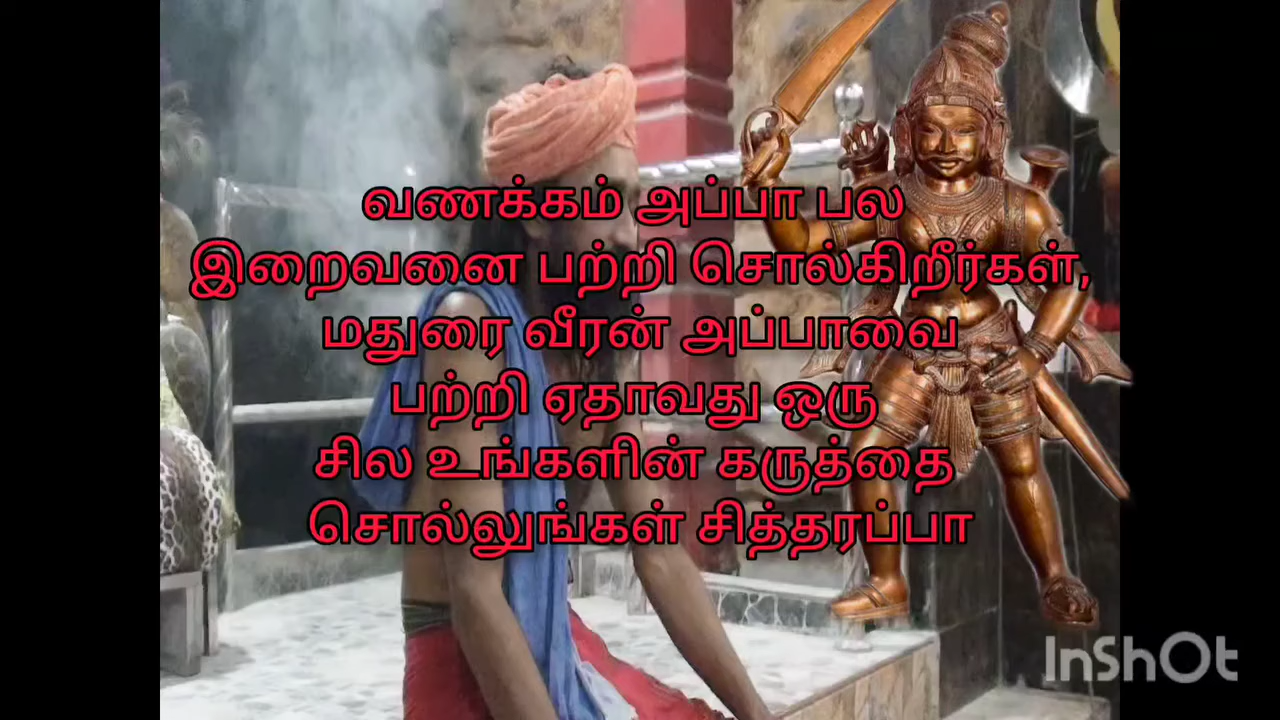 வணக்கம் அப்பா பல
இறைவனை பற்றி சொல்கிறீர்கள்,
மதுரை வீரன் அப்பாவை
பற்றி ஏதாவது ஒரு
சில உங்களின் கருத்தை
சொல்லுங்கள் சித்தரப்பா
InShOt